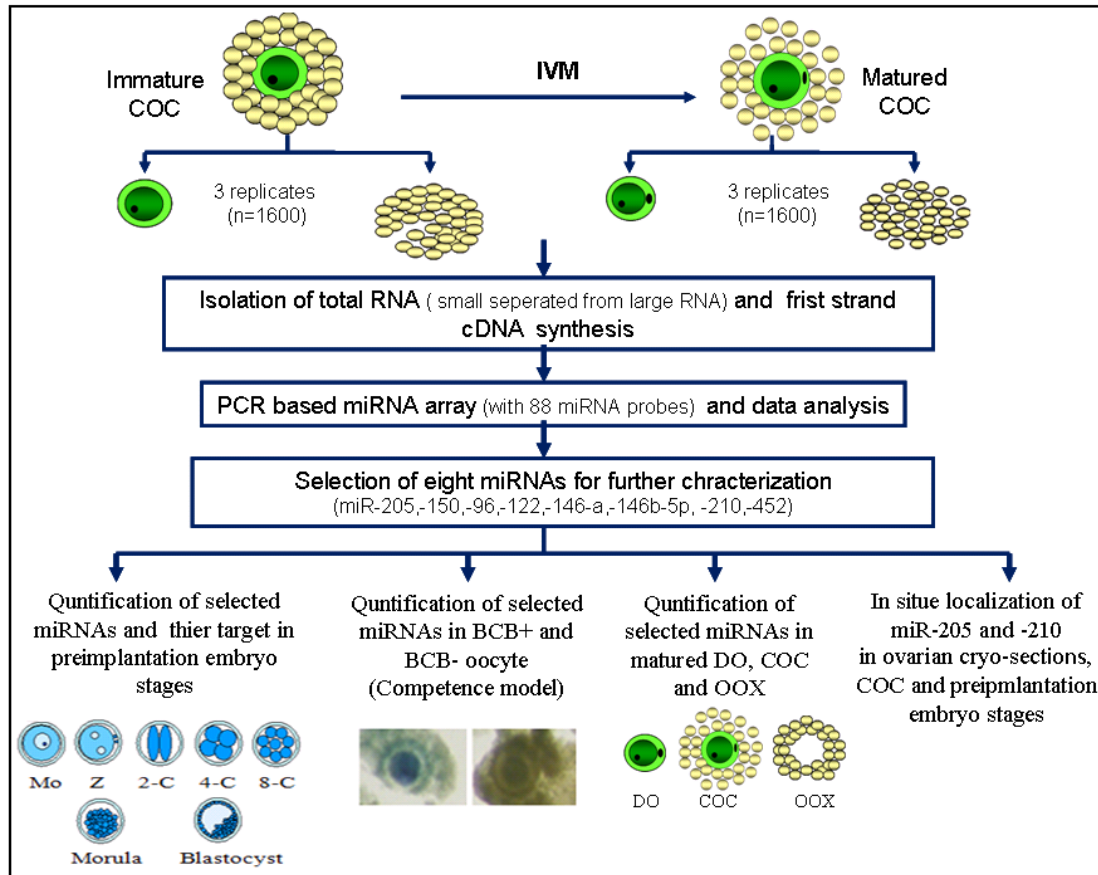 Immature
COC
IVM
Matured
COC
3 replicates
(n=1600)
3 replicates
(n=1600)
Isolation of total RNA ( small seperated from large RNA) and frist strand
cDNA synthesis
PCR based miRNA array (with 88 miRNA probes) and data analysis
Selection of eight miRNAs for further chracterization
(miR-205,-150,-96,-122,-146-a,-146b-5p, -210,-452)
Quntification of selected
miRNAs and thier target in
preimplantation embryo
stages
Mo Z 2-C 4-C 8-C
Morula Blastocyst
Quntification of selected
miRNAs in BCB+ and
BCB- oocyte
(Competence model)
Quntification of
selected miRNAs in
matured DO, COC
and OOX
DO COC OOX
In situe localization of
miR-205 and -210
in ovarian cryo-sections,
COC and preipmlantation
embryo stages